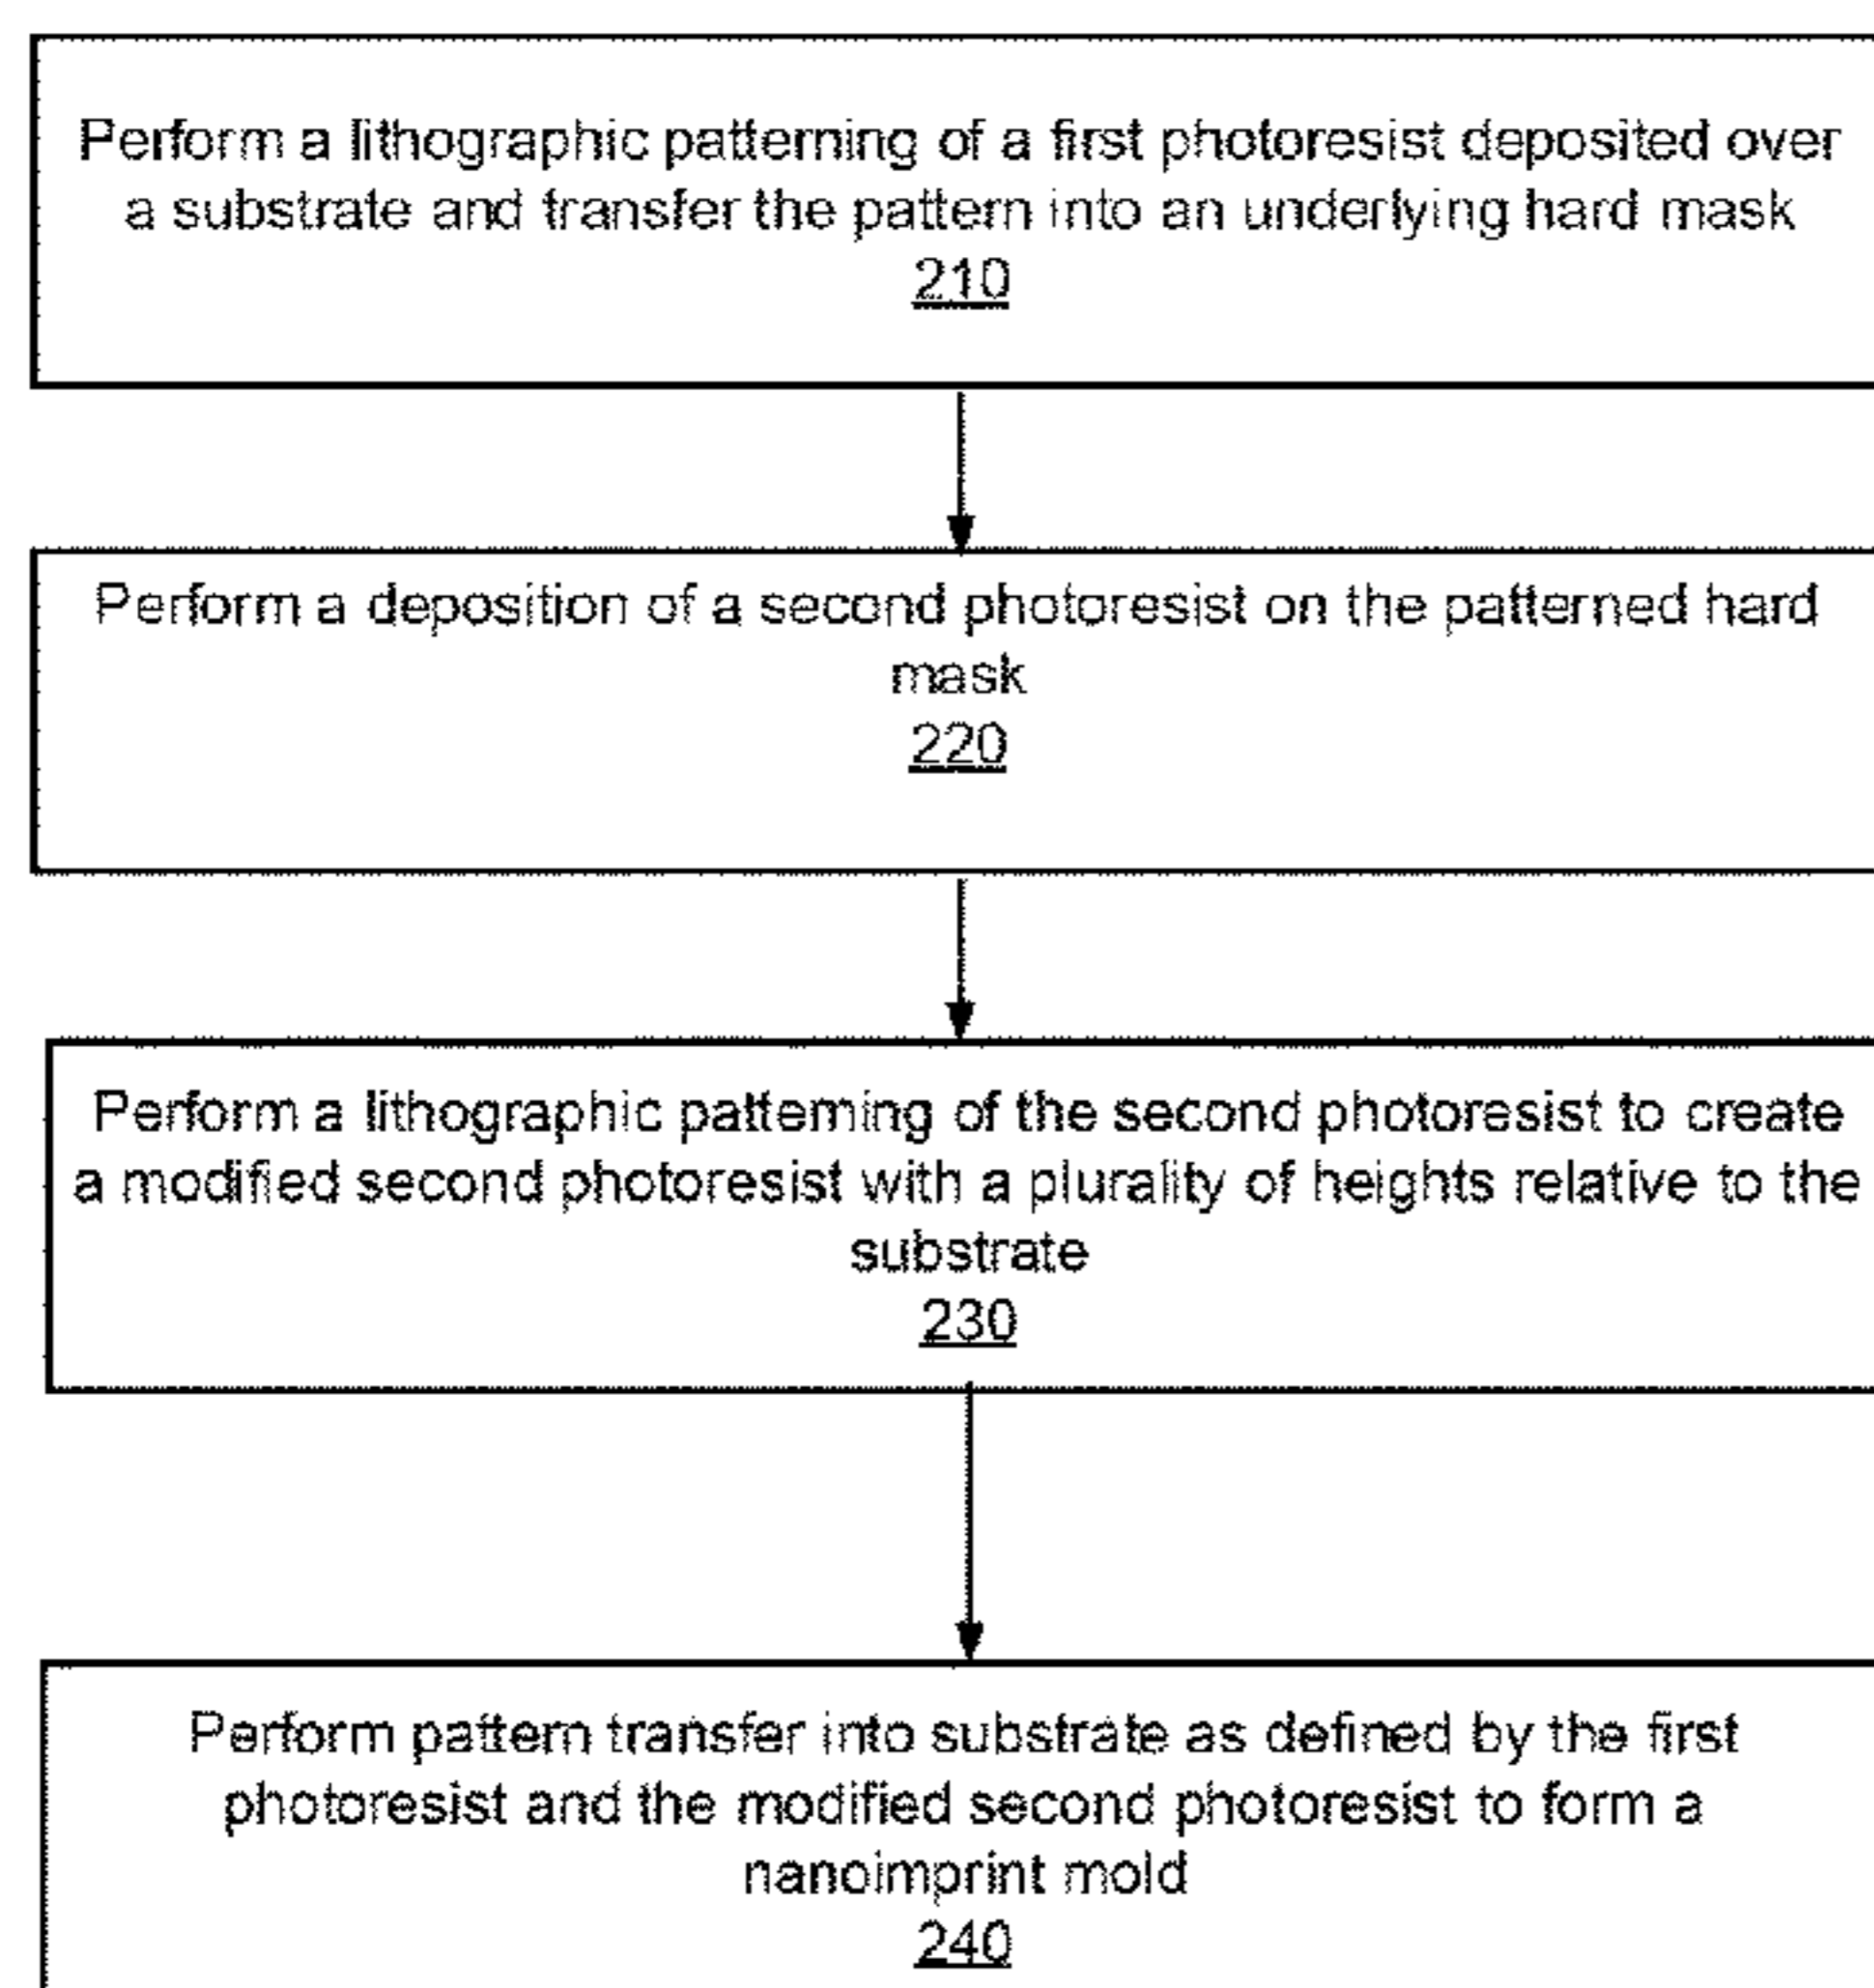 Perform a lithographic patterning of a first photoresist deposited over
a substrate and transfer the pattern into an underlying hard mask
210
Perform a deposition of a second photoresist on the patterned hard
mask
220
Perform a lithographic patterning of the second photoresist to create
a modified second photoresist with a plurality of heights relative to the
substrate
230
Perform pattern transfer into substrate as defined by the first
photoresist and the modified second photoresist to form a
nanoimprint mold
240